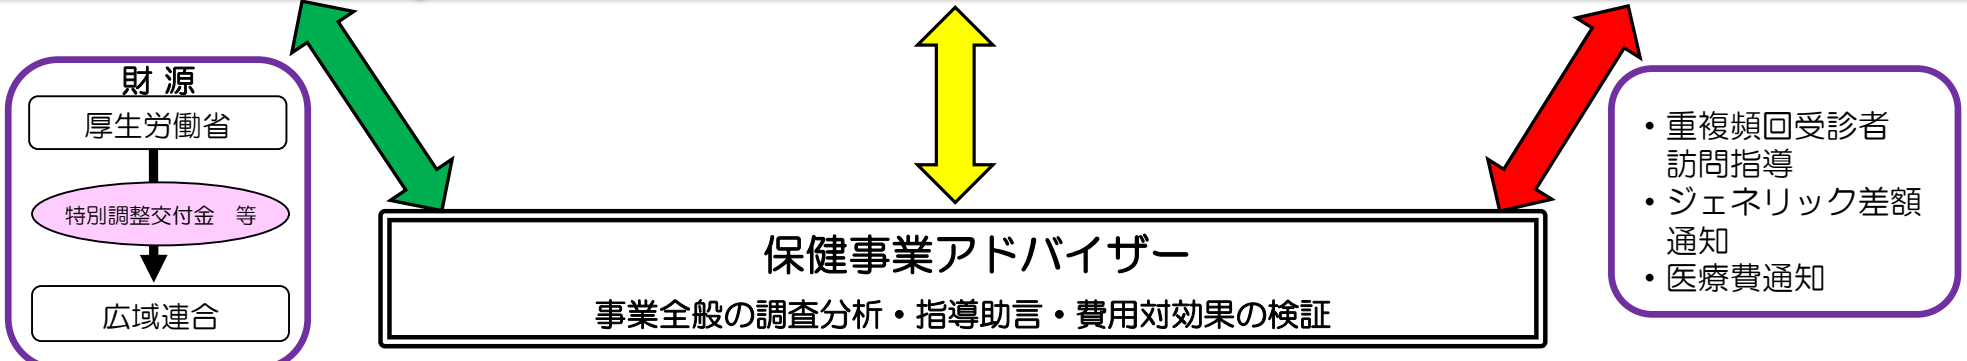 財源
厚生労働省
特別調整交付金　等
広域連合
保健事業アドバイザー
事業全般の調査分析・指導助言・費用対効果の検証
・重複頻回受診者
訪問指導
・ジェネリック差額
通知
・医療費通知